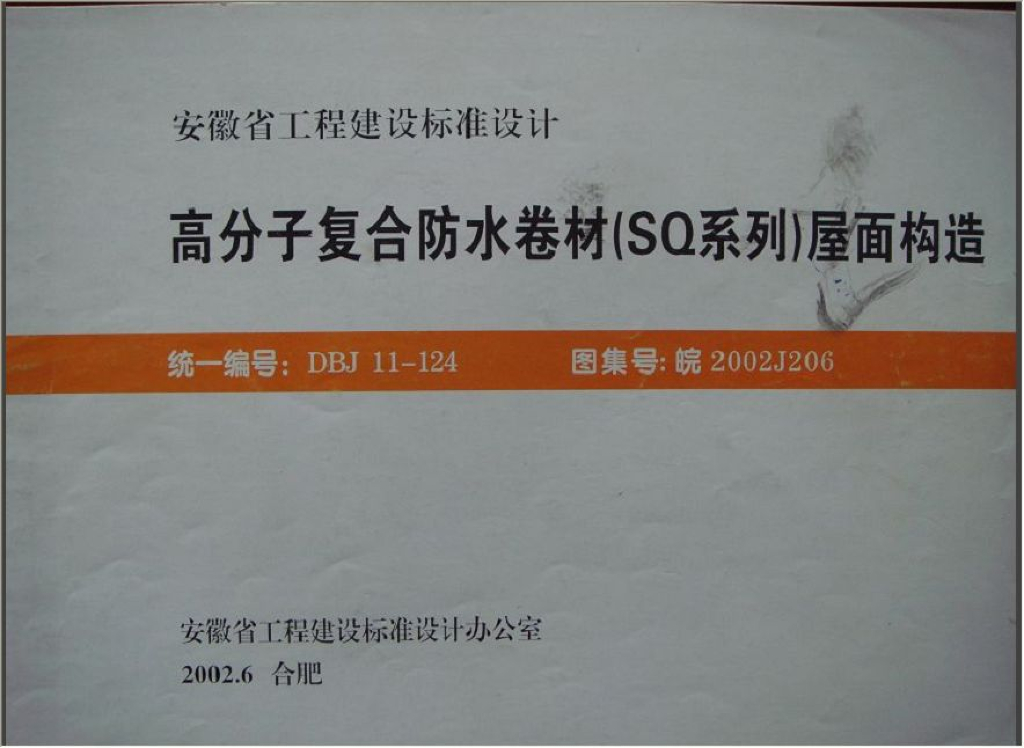 安徽省工程建设标准设计
高分子复合防水卷材(SQ系列)屋面构造
统一编号: DBJ 11-124 图集号: 皖 2002J206
安徽省工程建设标准设计办公室
2002.6 合肥